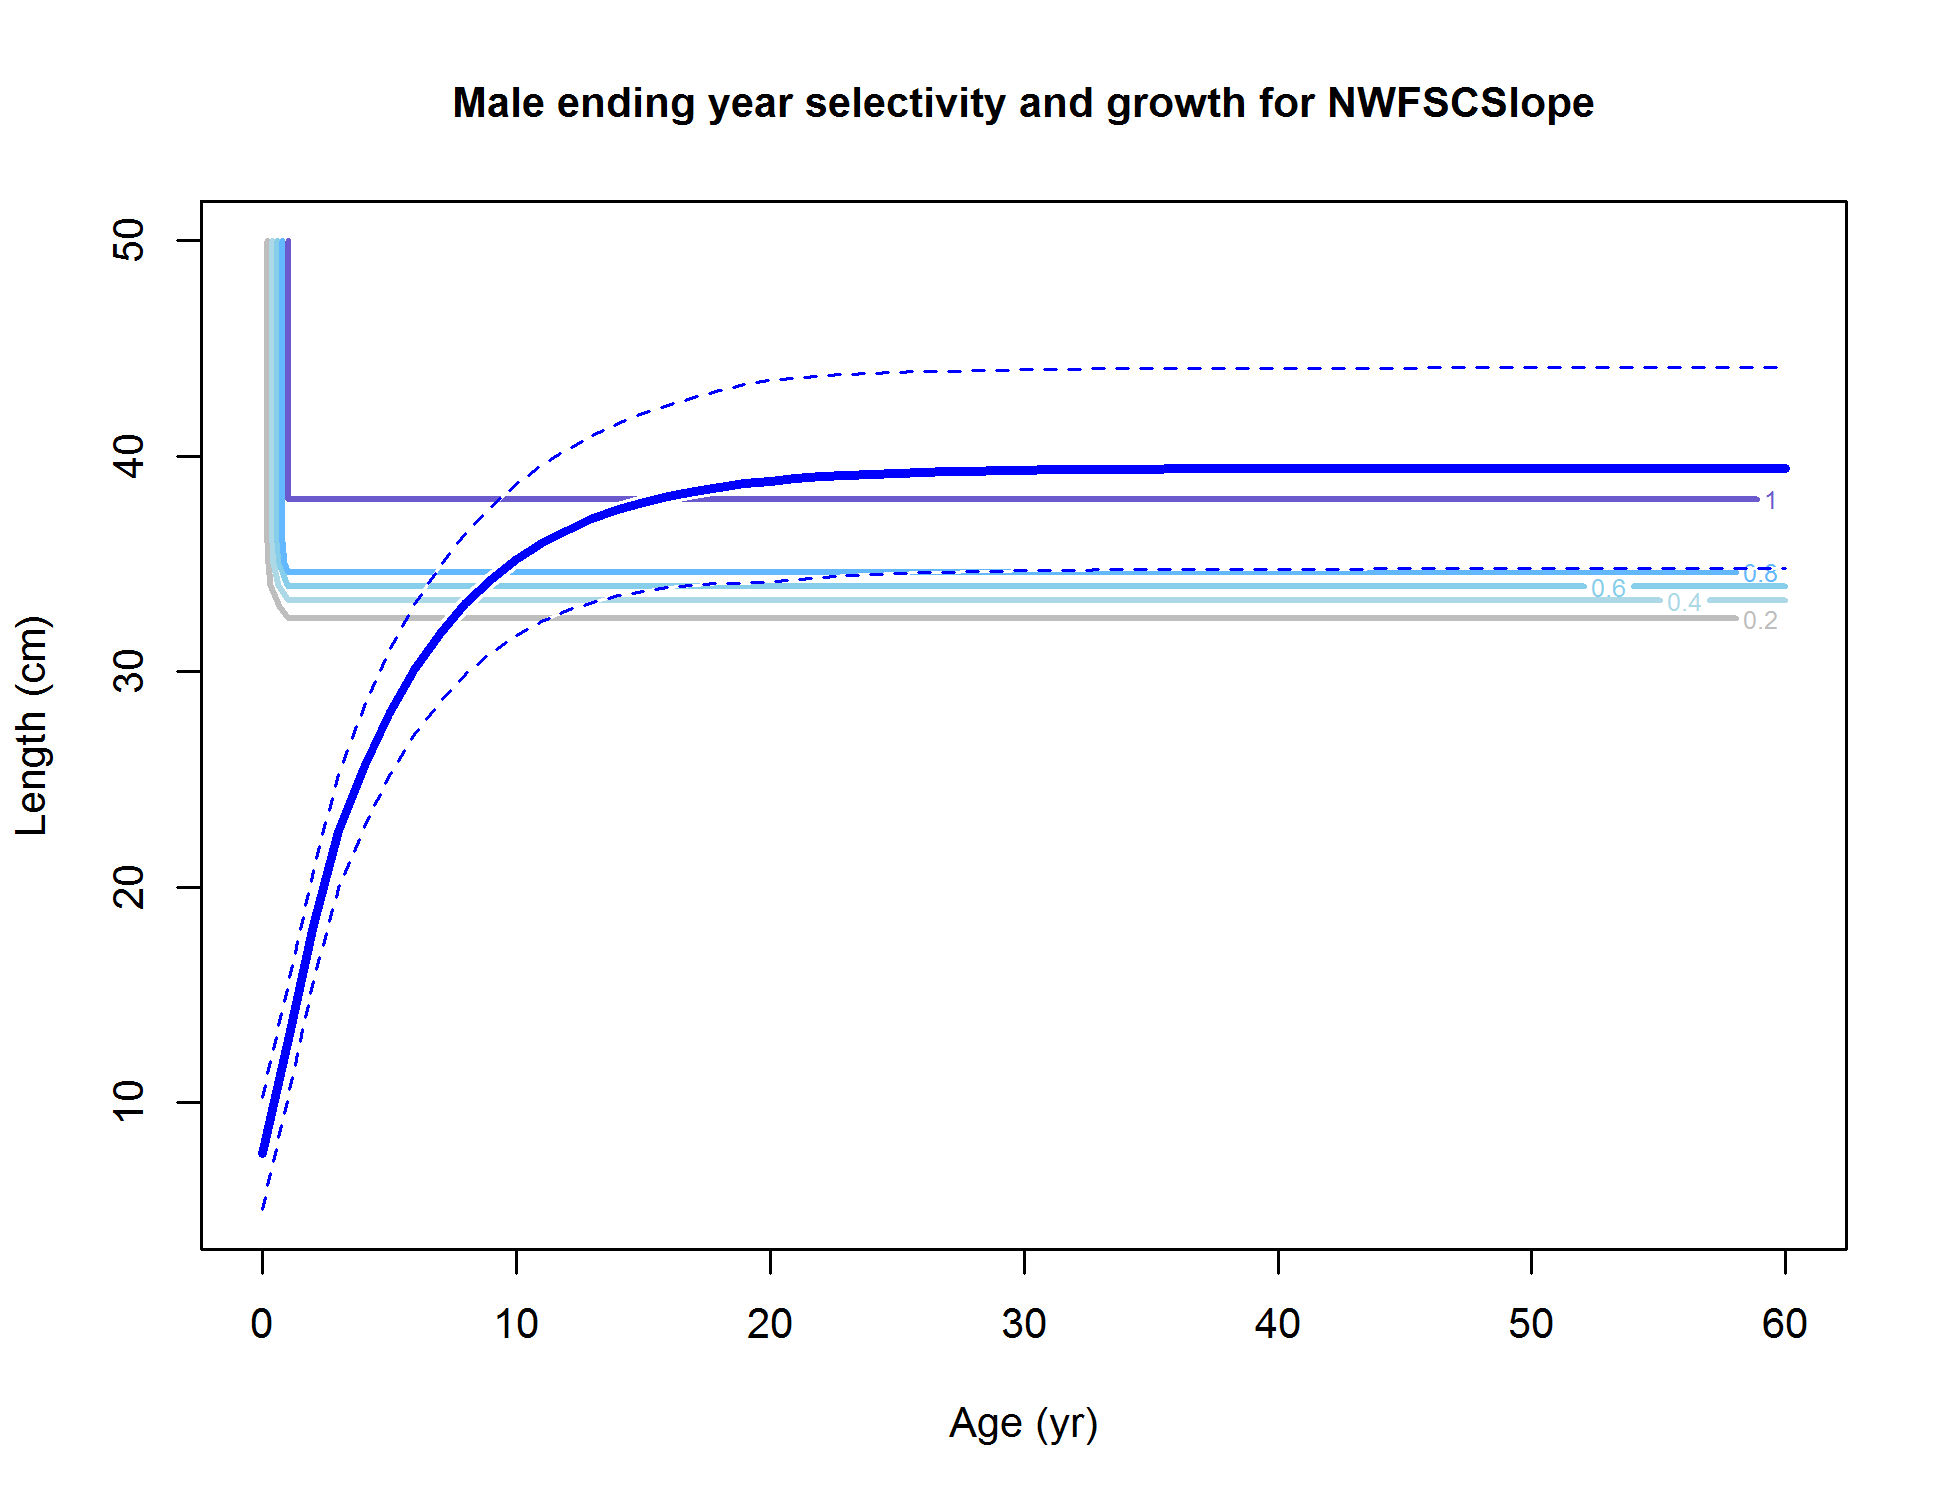 Male ending year selectivity and growth for NWFSCSlope
50
40
30
20
10
Length (cm)
1
0.8
0.6
0.4
0.2
0 10 20 30 40 50 60
Age (yr)